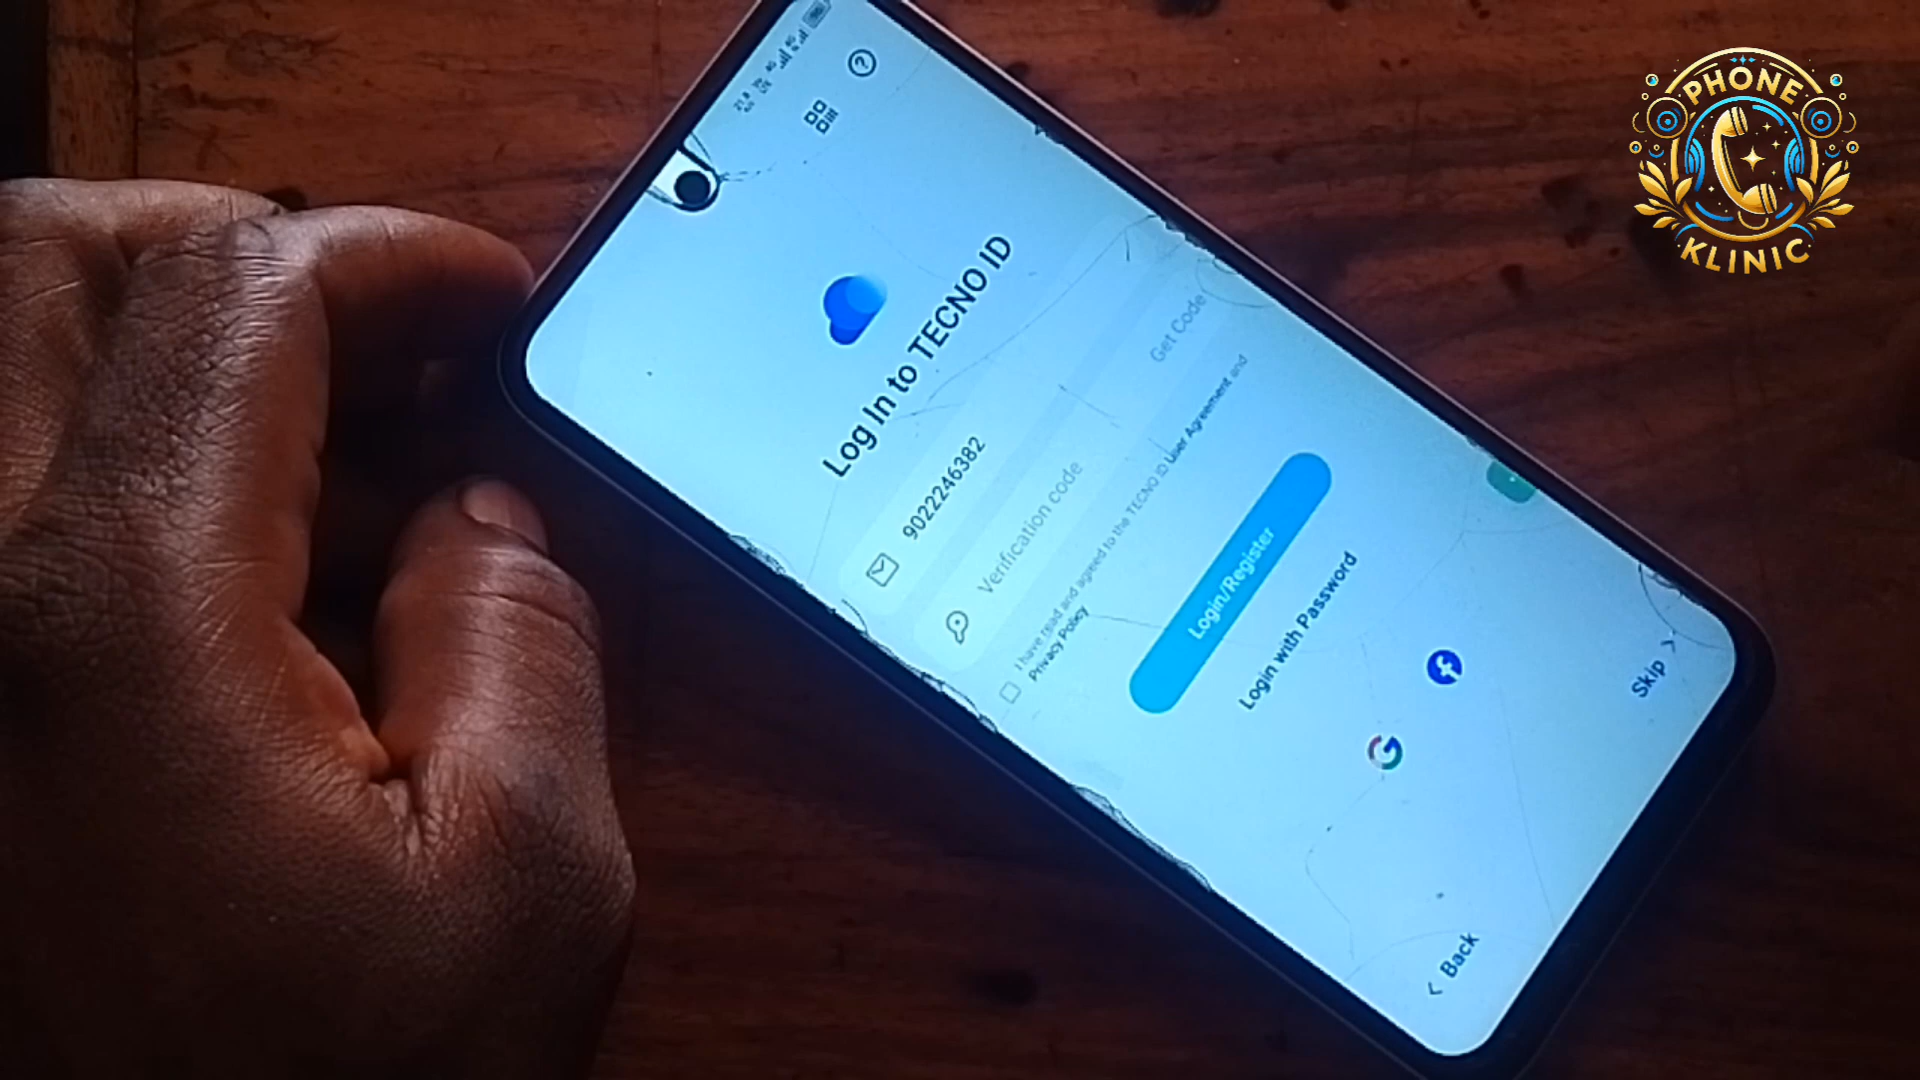 PHONE
KLINIC
Log In to TECNO ID
9022246382
Verification code
Get Code
I have read and agreed to the TECNO ID User Agreement and
Privacy Policy
Login/Register
Login with Password
Back
Skip